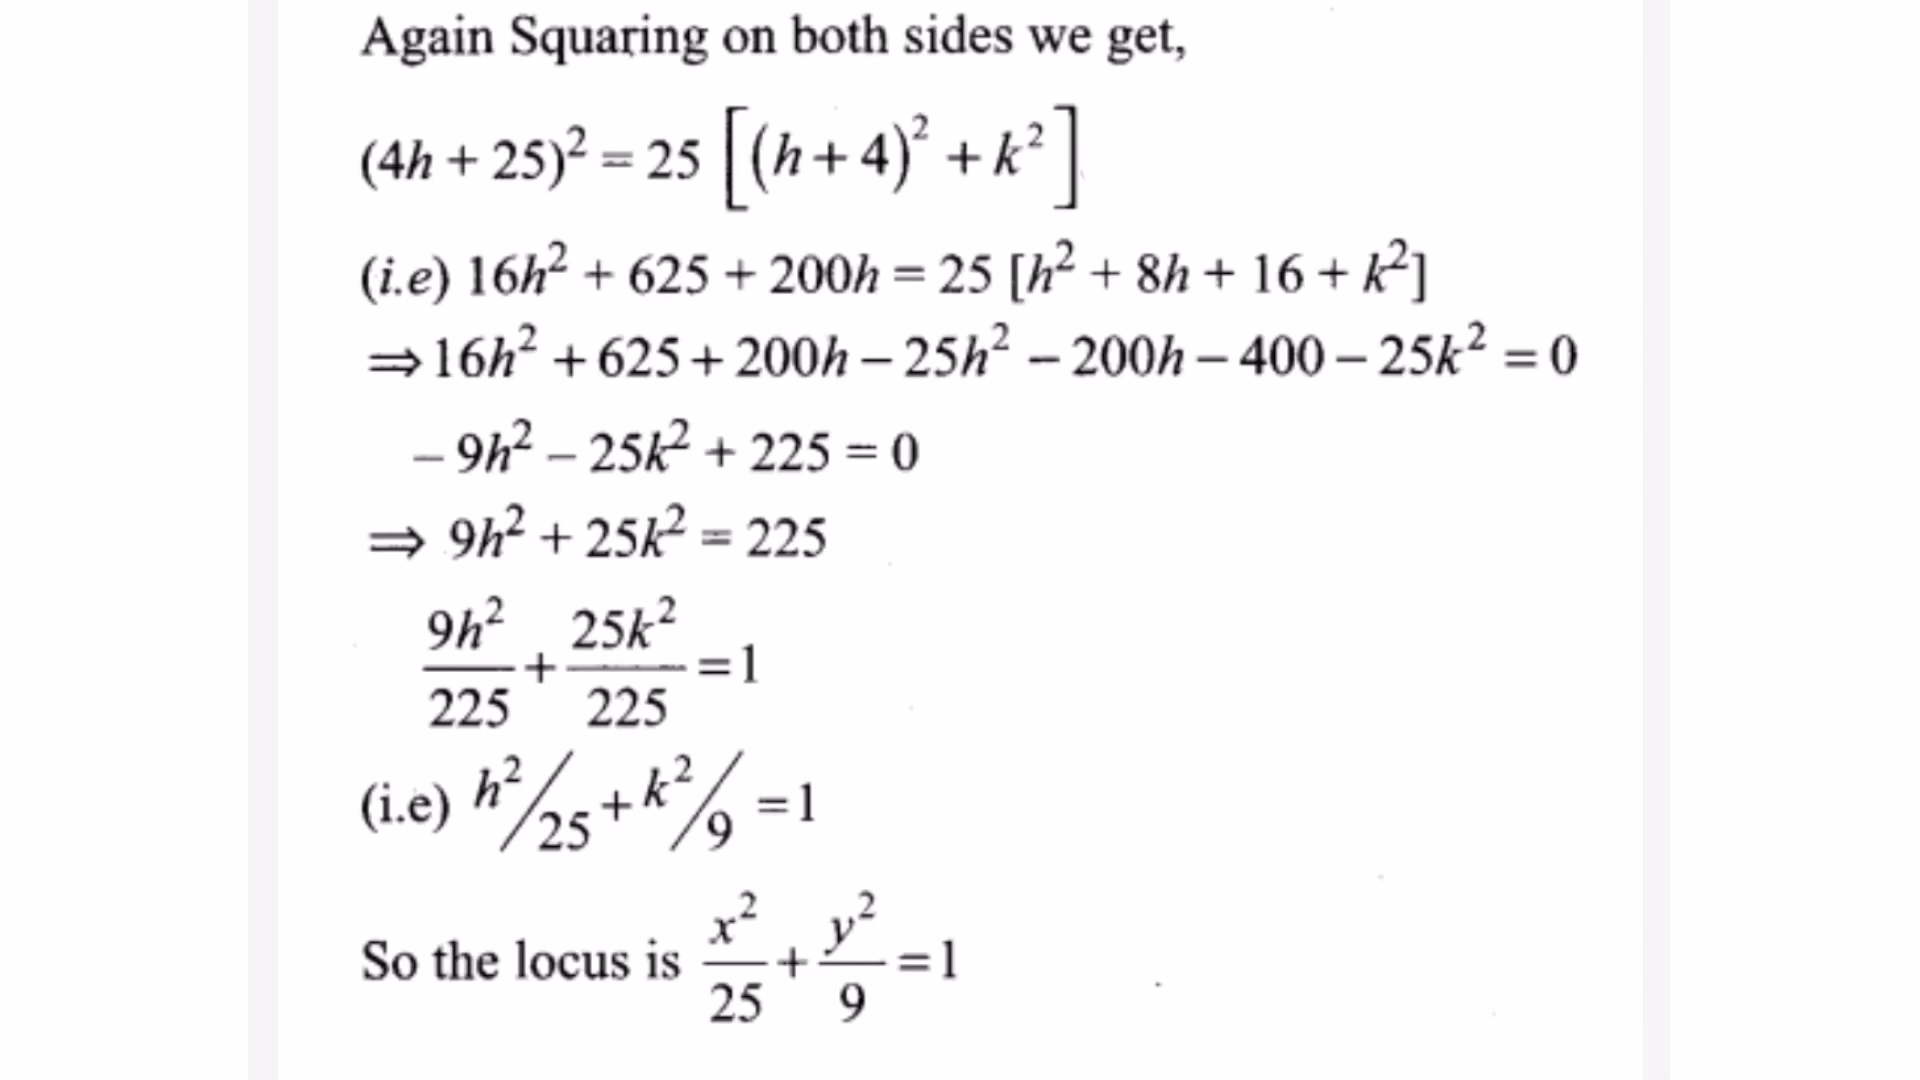 Again Squaring on both sides we get,
(4h + 25)² = 25 [(h + 4)² + k²]
(i.e) 16h² + 625 + 200h = 25 [h² + 8h + 16 + k²]
⇒ 16h² + 625 + 200h – 25h² – 200h – 400 – 25k² = 0
– 9h² – 25k² + 225 = 0
⇒ 9h² + 25k² = 225
9h²/225 + 25k²/225 = 1
(i.e) h²/25 + k²/9 = 1
So the locus is x²/25 + y²/9 = 1